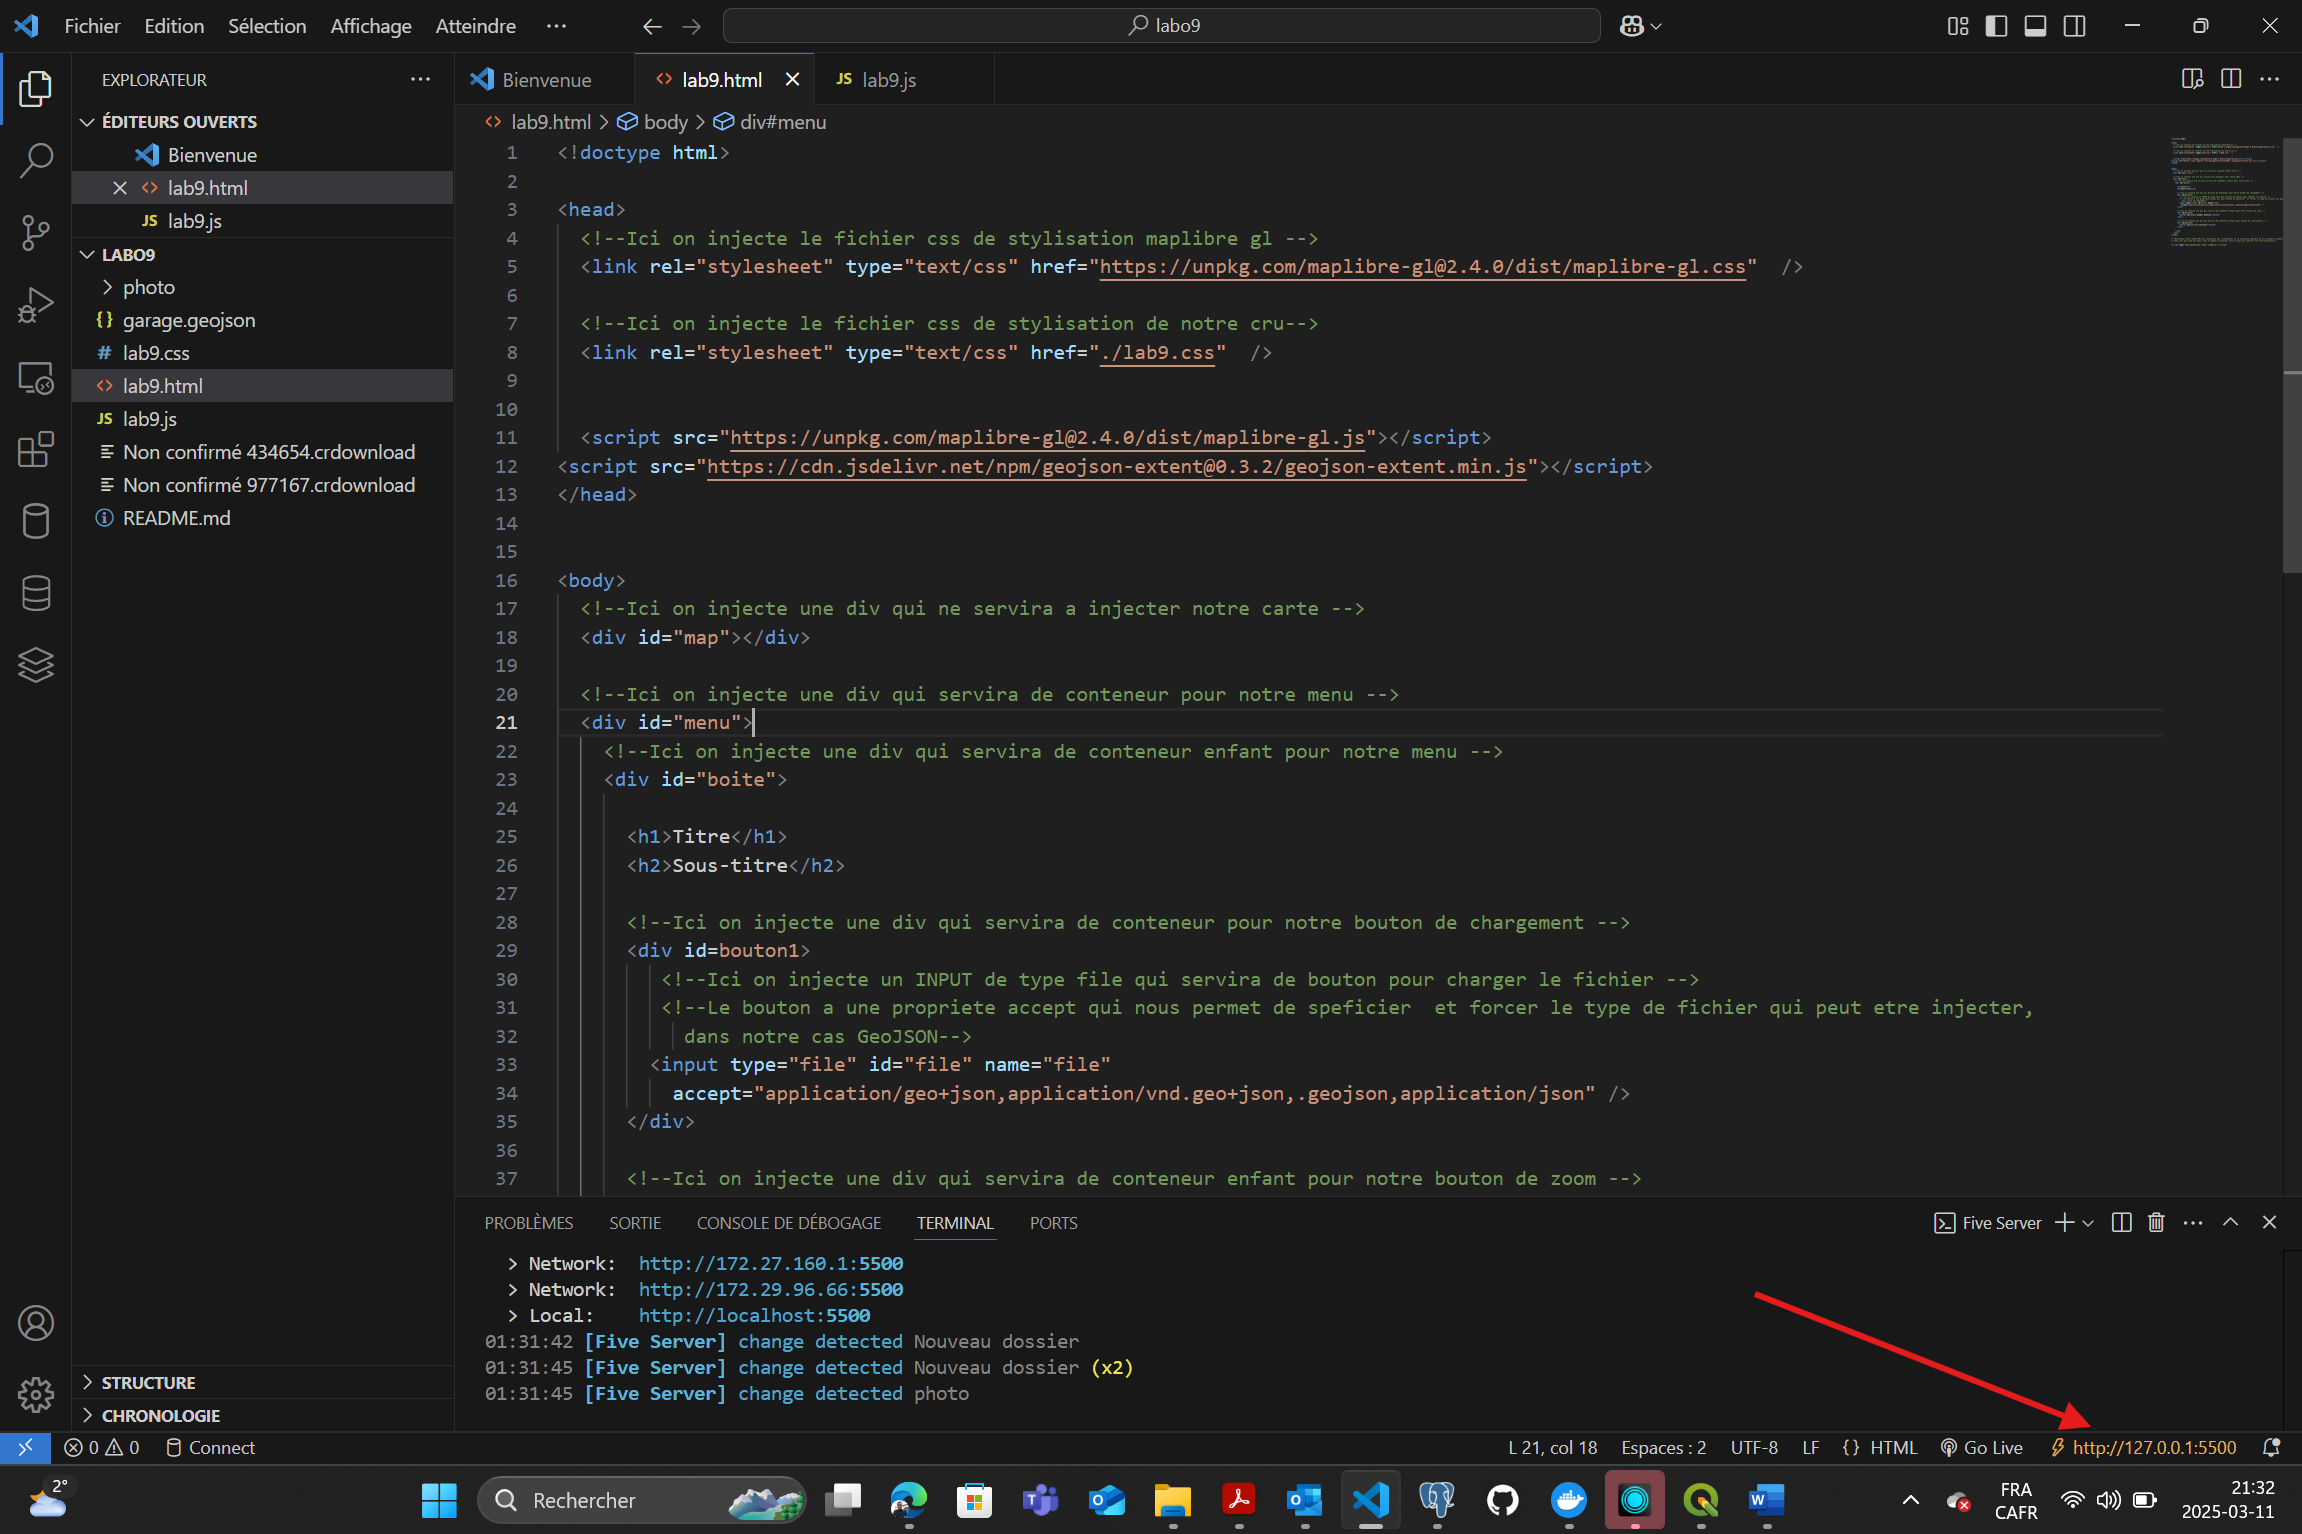 Fichier Edition Sélection Affichage Atteindre ··· labo9
EXPLORATEUR
ÉDITEURS OUVERTS
Bienvenue
lab9.html
JS lab9.js
LABO9
photo
{} garage.geojson
# lab9.css
<> lab9.html
JS lab9.js
Non confirmé 434654.crdownload
Non confirmé 977167.crdownload
README.md
STRUCTURE
CHRONOLOGIE
Bienvenue <> lab9.html JS lab9.js
<> lab9.html > body > div#menu
1 <!doctype html>
2
3 <head>
4 <!--Ici on injecte le fichier css de stylisation maplibre gl -->
5 <link rel="stylesheet" type="text/css" href="https://unpkg.com/maplibre-gl@2.4.0/dist/maplibre-gl.css" />
6
7 <!--Ici on injecte le fichier css de stylisation de notre cru-->
8 <link rel="stylesheet" type="text/css" href="./lab9.css" />
9
10
11 <script src="https://unpkg.com/maplibre-gl@2.4.0/dist/maplibre-gl.js"></script>
12 <script src="https://cdn.jsdelivr.net/npm/geojson-extent@0.3.2/geojson-extent.min.js"></script>
13 </head>
14
15
16 <body>
17 <!--Ici on injecte une div qui ne servira a injecter notre carte -->
18 <div id="map"></div>
19
20 <!--Ici on injecte une div qui servira de conteneur pour notre menu -->
21 <div id="menu">
22 <!--Ici on injecte une div qui servira de conteneur enfant pour notre menu -->
23 <div id="boite">
24
25 <h1>Titre</h1>
26 <h2>Sous-titre</h2>
27
28 <!--Ici on injecte une div qui servira de conteneur pour notre bouton de chargement -->
29 <div id=bouton1>
30 <!--Ici on injecte un INPUT de type file qui servira de bouton pour charger le fichier -->
31 <!--Le bouton a une propriete accept qui nous permet de speficier  et forcer le type de fichier qui peut etre injecter,
32 dans notre cas GeoJSON-->
33 <input type="file" id="file" name="file"
34 accept="application/geo+json,application/vnd.geo+json,.geojson,application/json" />
35 </div>
36
37 <!--Ici on injecte une div qui servira de conteneur enfant pour notre bouton de zoom -->
PROBLÈMES SORTIE CONSOLE DE DÉBOGAGE TERMINAL PORTS Five Server
> Network: http://172.27.160.1:5500
> Network: http://172.29.96.66:5500
> Local: http://localhost:5500
01:31:42 [Five Server] change detected Nouveau dossier
01:31:45 [Five Server] change detected Nouveau dossier (x2)
01:31:45 [Five Server] change detected photo
0 0 Connect L 21, col 18 Espaces : 2 UTF-8 LF {} HTML Go Live http://127.0.0.1:5500
2° Rechercher FRA 21:32
CAFR 2025-03-11